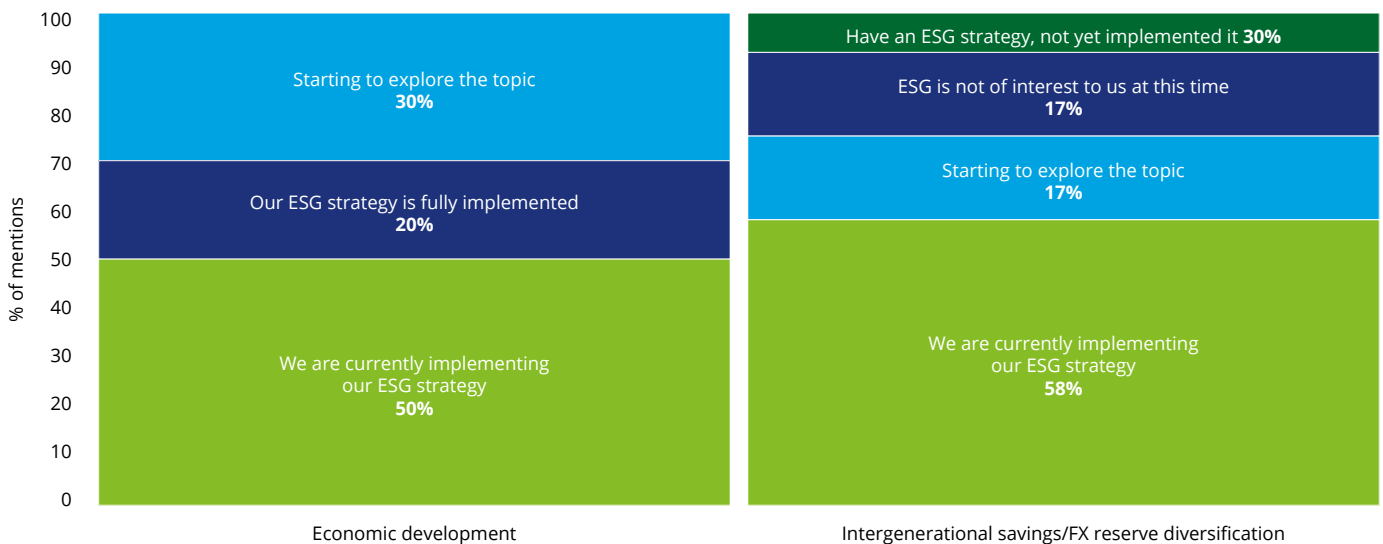 % of mentions
100
90
80
70
60
50
40
30
20
10
0
Starting to explore the topic
30%
Our ESG strategy is fully implemented
20%
We are currently implementing
our ESG strategy
50%
Economic development
Have an ESG strategy, not yet implemented it 30%
ESG is not of interest to us at this time
17%
Starting to explore the topic
17%
We are currently implementing
our ESG strategy
58%
Intergenerational savings/FX reserve diversification